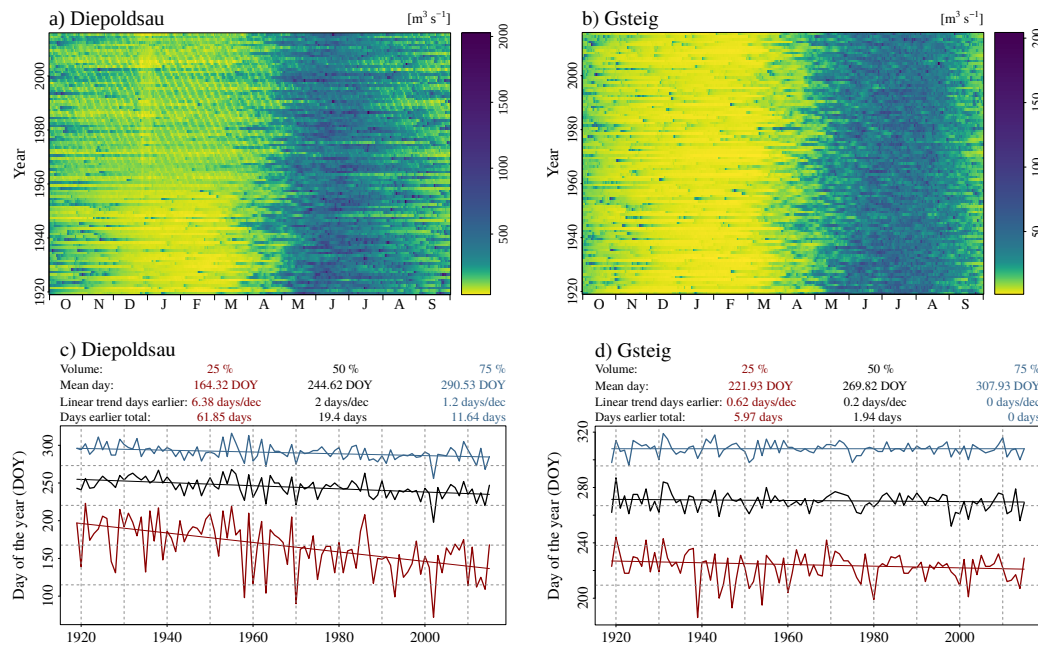 a) Diepoldsau [m³ s⁻¹]
Year
1920 1940 1960 1980 2000
O N D J F M A M J J A S
500 1000 1500 2000
b) Gsteig [m³ s⁻¹]
1920 1940 1960 1980 2000
O N D J F M A M J J A S
c) Diepoldsau
Volume: 25 % 50 % 75 %
Mean day: 164.32 DOY 244.62 DOY 290.53 DOY
Linear trend days earlier: 6.38 days/dec 2 days/dec 1.2 days/dec
Days earlier total: 61.85 days 19.4 days 11.64 days
Day of the year (DOY)
100 150 200 250 300
1920 1940 1960 1980 2000
d) Gsteig
Volume: 25 % 50 % 75 %
Mean day: 221.93 DOY 269.82 DOY 307.93 DOY
Linear trend days earlier: 0.62 days/dec 0.2 days/dec 0 days/dec
Days earlier total: 5.97 days 1.94 days 0 days
Day of the year (DOY)
200 240 280 320
1920 1940 1960 1980 2000